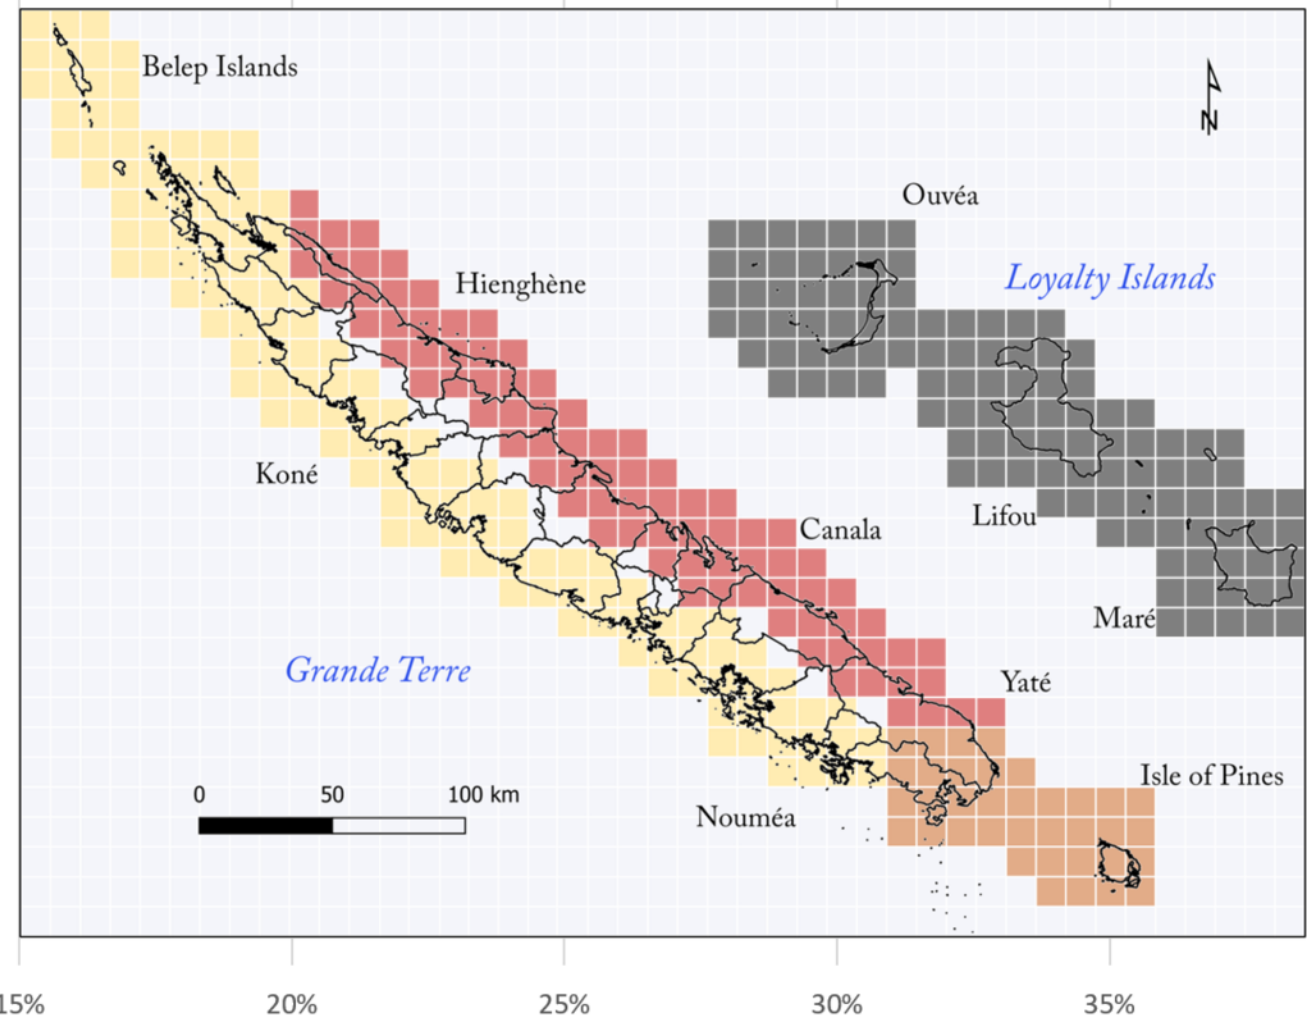 Belep Islands
N
Ouvéa
Loyalty Islands
Hienghène
Koné
Lifou
Canala
Maré
Grande Terre
Yaté
Isle of Pines
0 50 100 km
Nouméa
15% 20% 25% 30% 35%